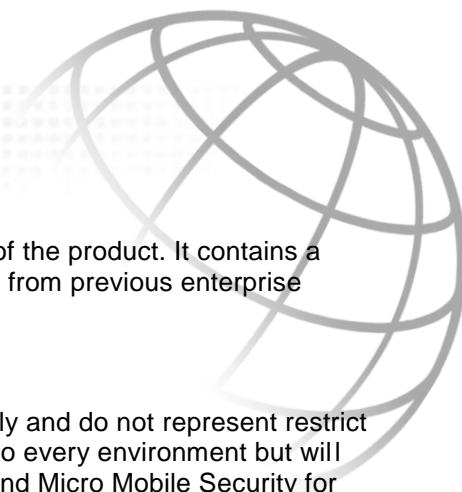 of the product. It contains a
from previous enterprise
ly and do not represent restrict
o every environment but will
nd Micro Mobile Security for